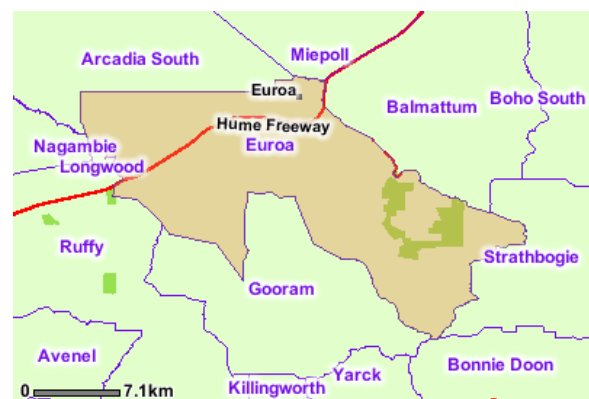 Miepoll
Arcadia South
Euroa
Boho South
Balmattum
Hume Freeway
Nagambie
Euroa
Longwood
Ruffy
Strathbogie
Gooram
Avenel
Bonnie Doon
Yarck
Killingworth
0 7.1km